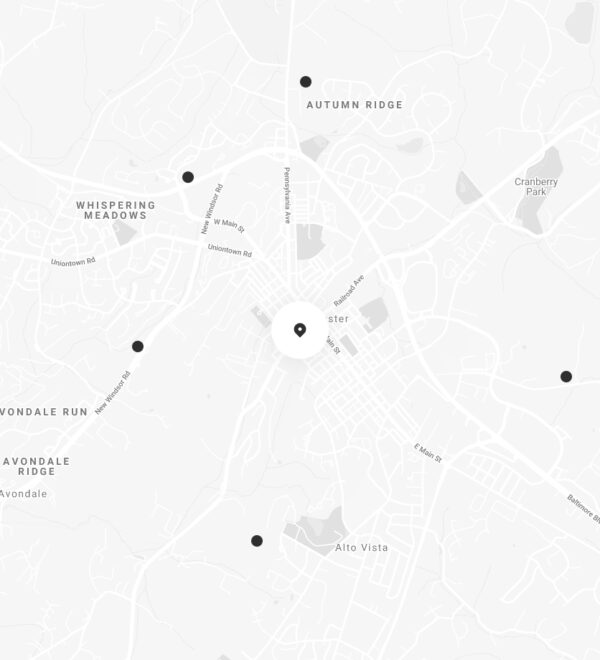 AUTUMN RIDGE
Cranberry
Park
Pennsylvania Ave
New Windsor Rd
WHISPERING
MEADOWS
W Main St
Uniontown Rd
Uniontown Rd
Railroad Ave
ster
ain St
New Windsor Rd
VONDALE RUN
AVONDALE
RIDGE
Avondale
E Main St
Baltimore Bl
Alto Vista